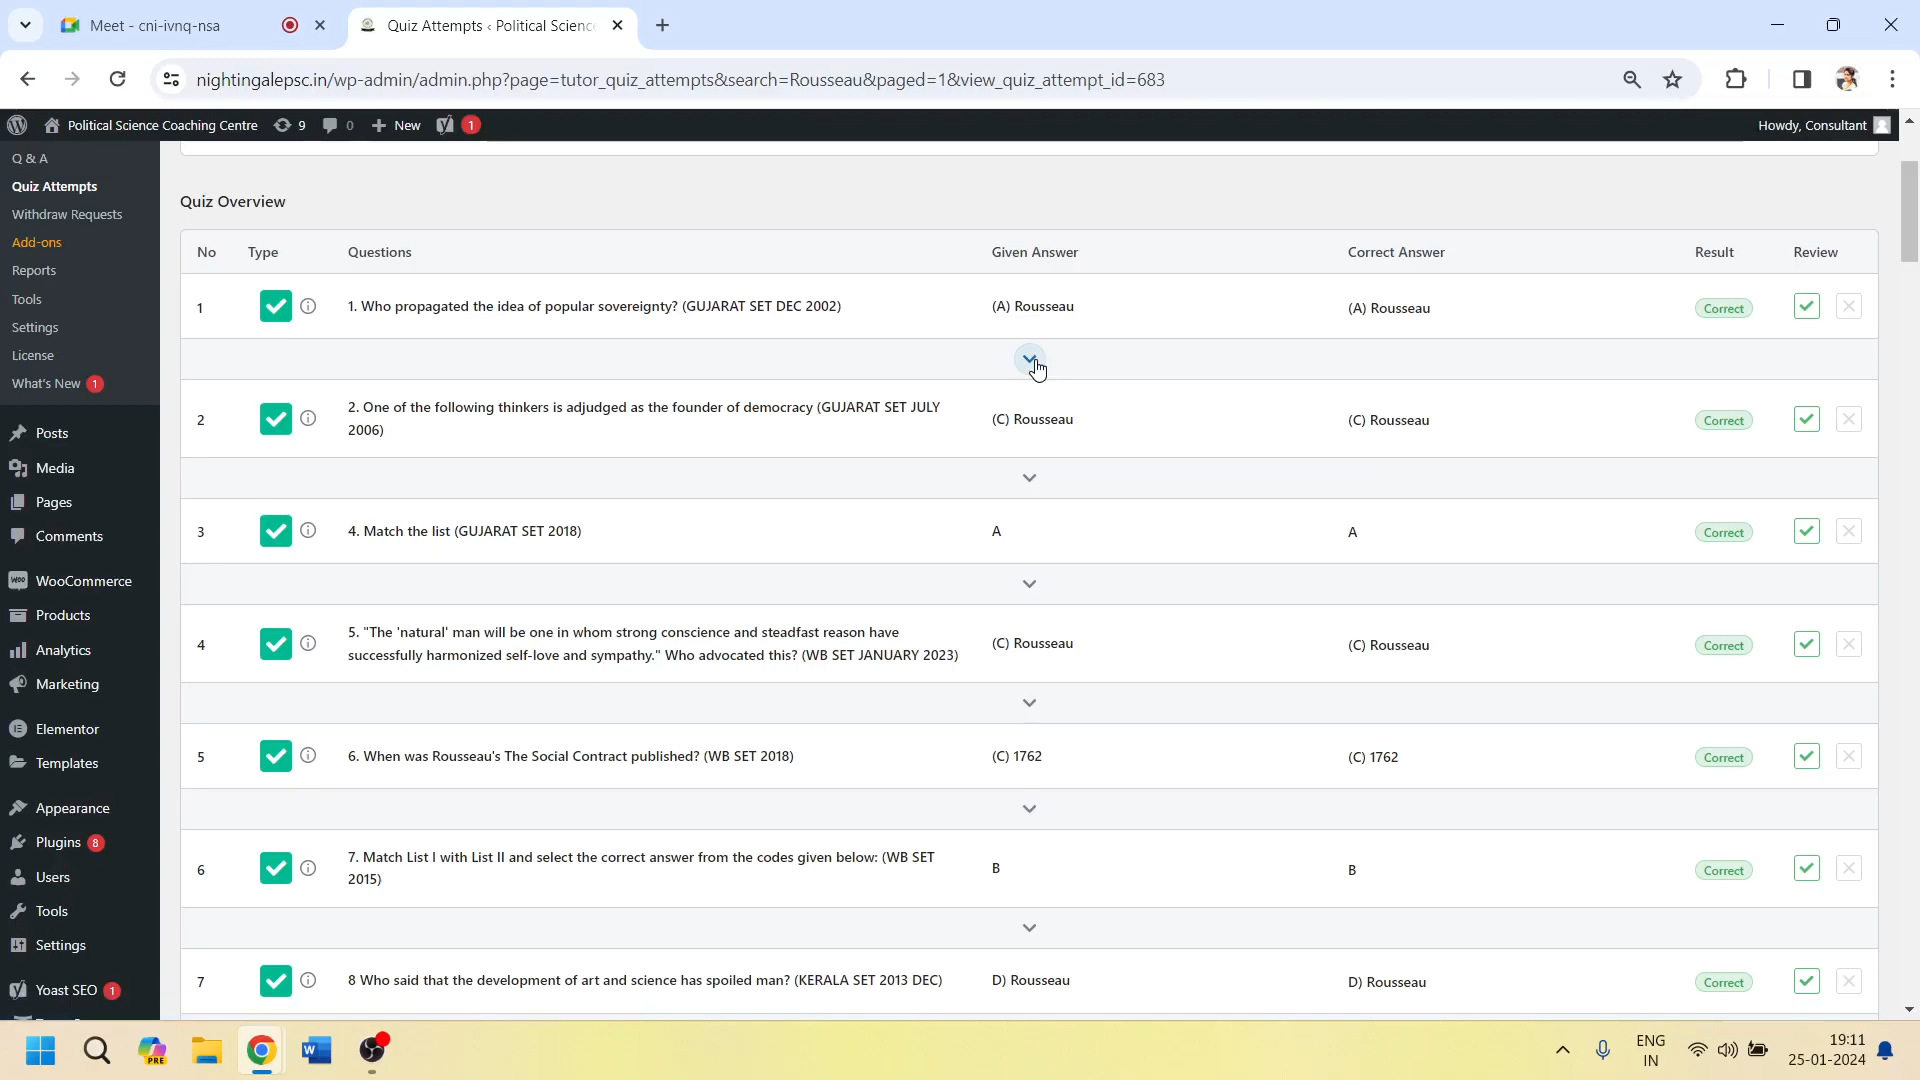 Meet - cni-ivnq-nsa
Quiz Attempts ‹ Political Science
nightingalepsc.in/wp-admin/admin.php?page=tutor_quiz_attempts&search=Rousseau&paged=1&view_quiz_attempt_id=683
Political Science Coaching Centre 9 0 New 1 Howdy, Consultant
Q & A
Quiz Attempts
Withdraw Requests
Add-ons
Reports
Tools
Settings
License
What's New 1
Posts
Media
Pages
Comments
WooCommerce
Products
Analytics
Marketing
Elementor
Templates
Appearance
Plugins 8
Users
Tools
Settings
Yoast SEO 1
Quiz Overview
No Type Questions Given Answer Correct Answer Result Review
1 1. Who propagated the idea of popular sovereignty? (GUJARAT SET DEC 2002) (A) Rousseau (A) Rousseau Correct
2 2. One of the following thinkers is adjudged as the founder of democracy (GUJARAT SET JULY
2006) (C) Rousseau (C) Rousseau Correct
3 4. Match the list (GUJARAT SET 2018) A A Correct
4 5. "The 'natural' man will be one in whom strong conscience and steadfast reason have
successfully harmonized self-love and sympathy." Who advocated this? (WB SET JANUARY 2023) (C) Rousseau (C) Rousseau Correct
5 6. When was Rousseau's The Social Contract published? (WB SET 2018) (C) 1762 (C) 1762 Correct
6 7. Match List I with List II and select the correct answer from the codes given below: (WB SET
2015) B B Correct
7 8 Who said that the development of art and science has spoiled man? (KERALA SET 2013 DEC) D) Rousseau D) Rousseau Correct
PRE
ENG
IN
19:11
25-01-2024